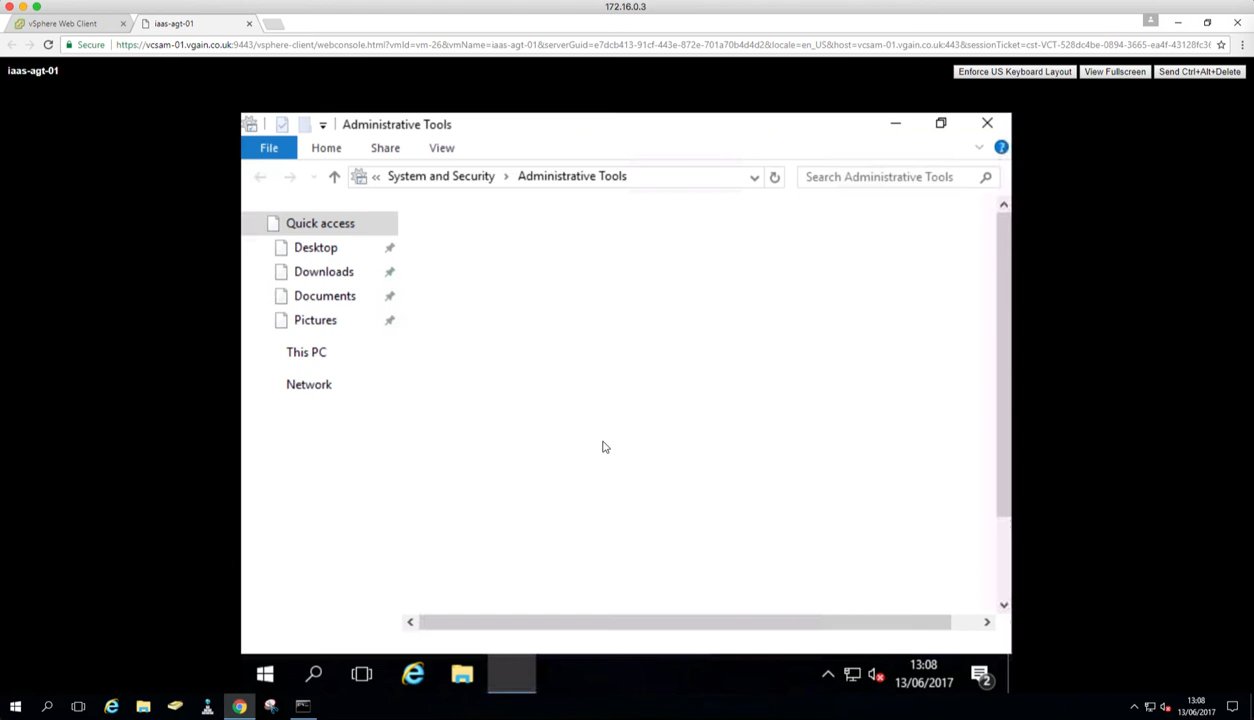 172.16.0.3
vSphere Web Client
iaas-agt-01
Secure
https://vcsam-01.vgain.co.uk:9443/vsphere-client/webconsole.html?vmId=vm-26&vmName=iaas-agt-01&serverGuid=e7dcb413-91cf-443e-872e-701a70b4d4d2&locale=en_US&host=vcsam-01.vgain.co.uk:443&sessionTicket=cst-VCT-528dc4be-0894-3665-ea4f-43128fc3
iaas-agt-01
Enforce US Keyboard Layout
View Fullscreen
Send Ctrl+Alt+Delete
Administrative Tools
File Home Share View
« System and Security > Administrative Tools
Search Administrative Tools
Quick access
Desktop
Downloads
Documents
Pictures
This PC
Network
13:08
13/06/2017
2
13:08
13/06/2017